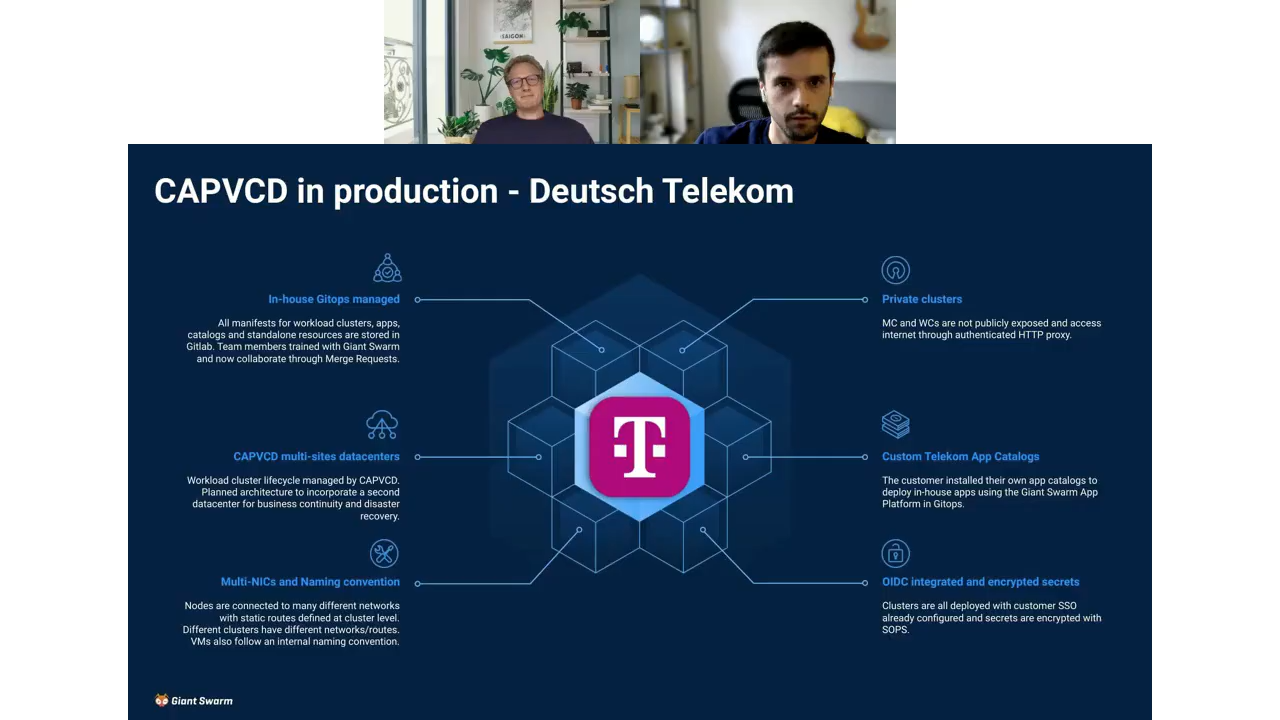 SAIGON
CAPVCD in production - Deutsch Telekom
In-house Gitops managed
All manifests for workload clusters, apps,
catalogs and standalone resources are stored in
Gitlab. Team members trained with Giant Swarm
and now collaborate through Merge Requests.
CAPVCD multi-sites datacenters
Workload cluster lifecycle managed by CAPVCD.
Planned architecture to incorporate a second
datacenter for business continuity and disaster
recovery.
Multi-NICs and Naming convention
Nodes are connected to many different networks
with static routes defined at cluster level.
Different clusters have different networks/routes.
VMs also follow an internal naming convention.
T
Private clusters
MC and WCs are not publicly exposed and access
internet through authenticated HTTP proxy.
Custom Telekom App Catalogs
The customer installed their own app catalogs to
deploy in-house apps using the Giant Swarm App
Platform in Gitops.
OIDC integrated and encrypted secrets
Clusters are all deployed with customer SSO
already configured and secrets are encrypted with
SOPS.
Giant Swarm